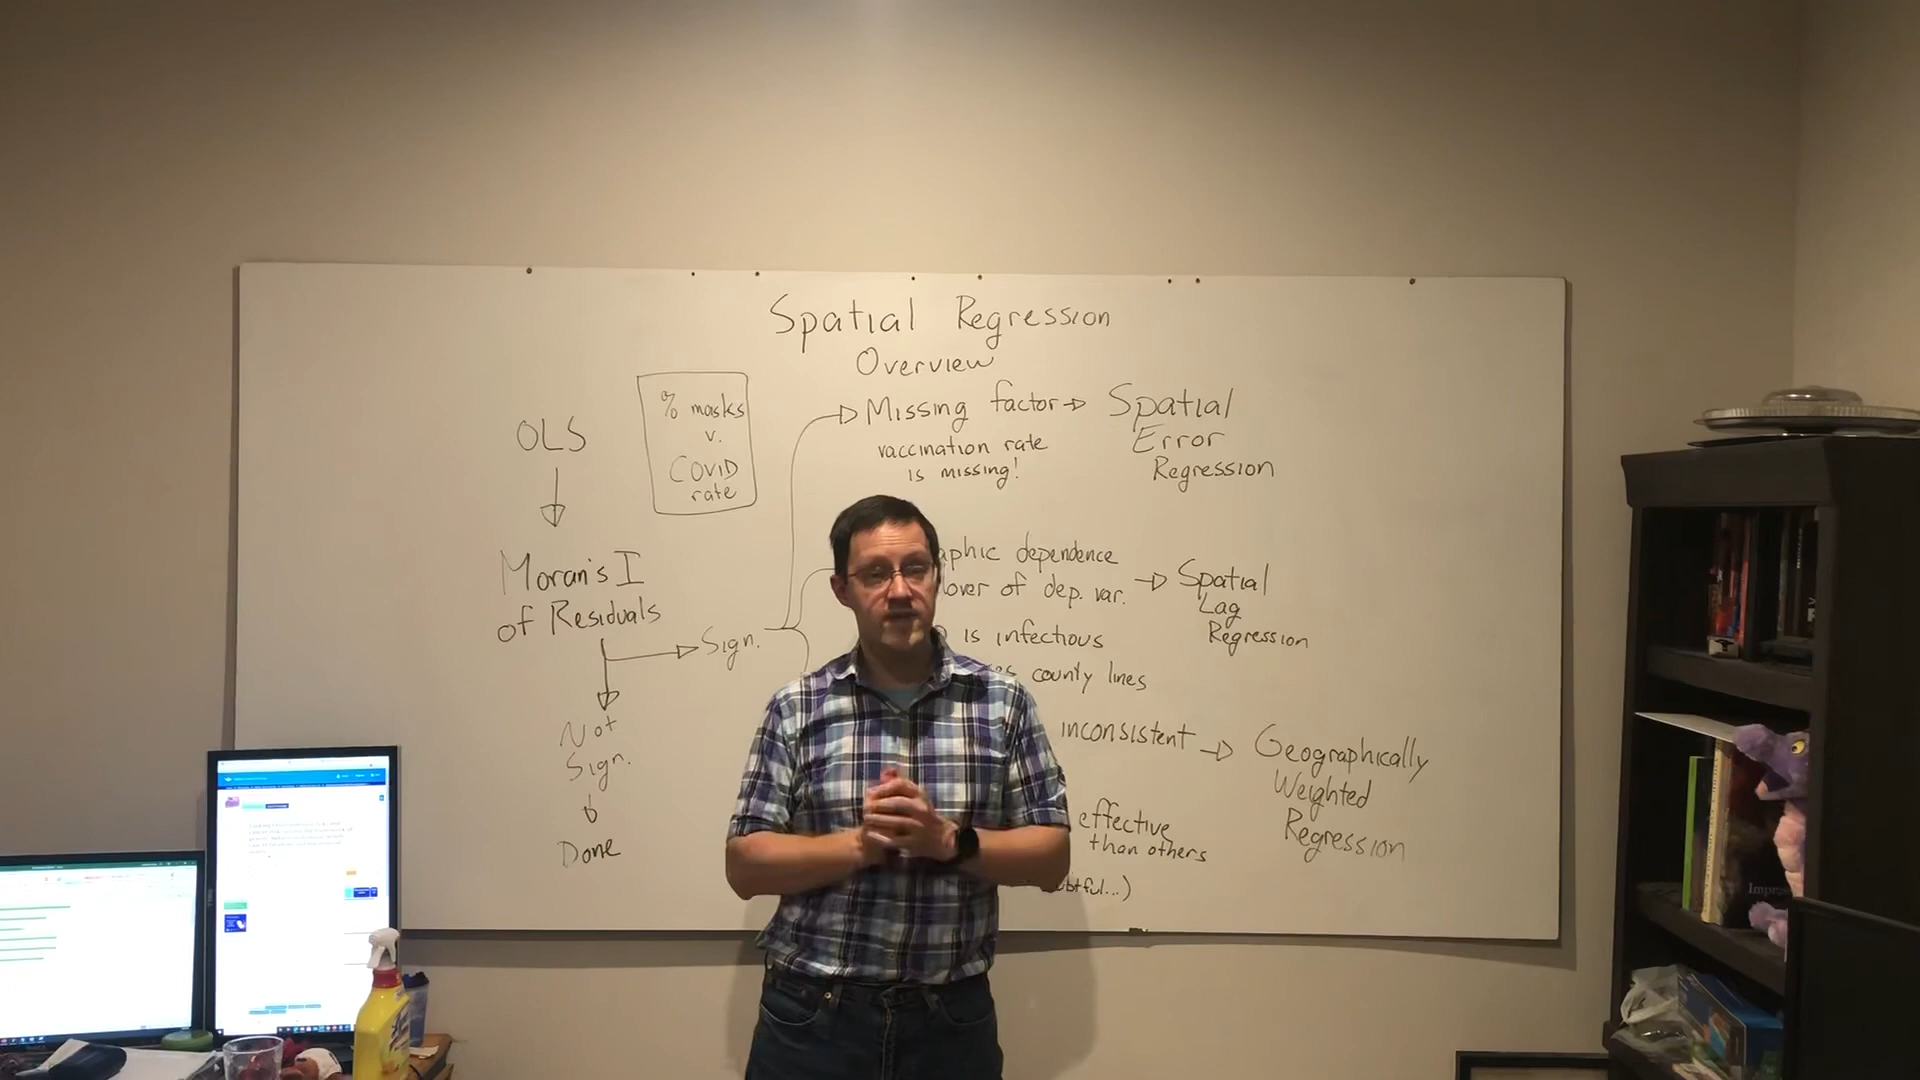 Spatial Regression
Overview
OLS
Moran's I
of Residuals
Sign.
Not
Sign.
Done
% masks
v.
COVID
rate
Missing factor
vaccination rate
is missing!
Spatial
Error
Regression
dependence
of dep. var.
is infectious
county lines
Spatial
Lag
Regression
inconsistent
effective
than others
Geographically
Weighted
Regression